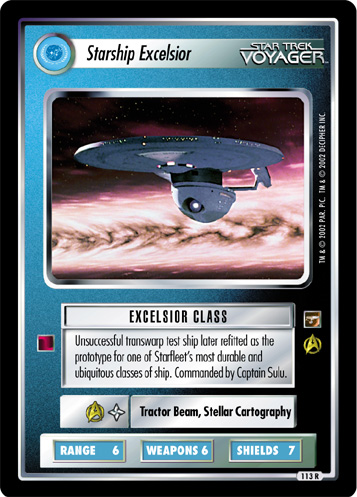 Starship Excelsior
STAR TREK
VOYAGER™
TM & © 2002 PAR. PIC. TM & © 2002 DECIPHER INC.
EXCELSIOR CLASS
Unsuccessful transwarp test ship later refitted as the
prototype for one of Starfleet's most durable and
ubiquitous classes of ship. Commanded by Captain Sulu.
Tractor Beam, Stellar Cartography
RANGE 6 WEAPONS 6 SHIELDS 7
113 R